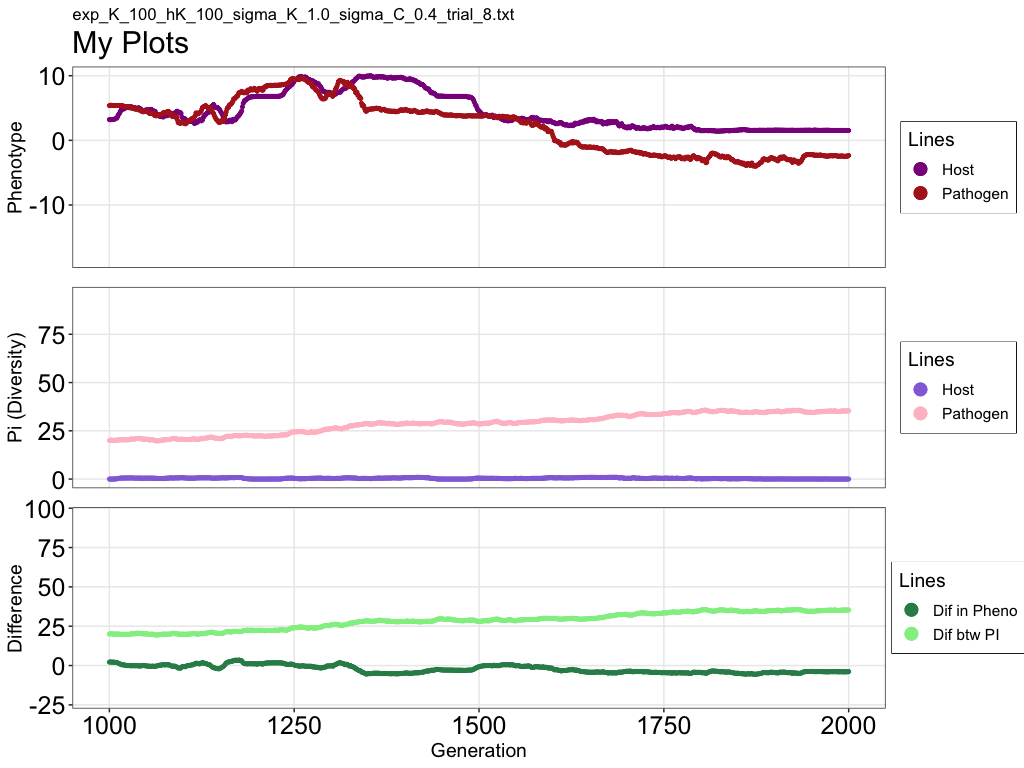 exp_K_100_hK_100_sigma_K_1.0_sigma_C_0.4_trial_8.txt
My Plots
Phenotype
10
0
-10
Lines
Host
Pathogen
Pi (Diversity)
75
50
25
0
Lines
Host
Pathogen
Difference
100
75
50
25
0
-25
Lines
Dif in Pheno
Dif btw PI
1000 1250 1500 1750 2000
Generation